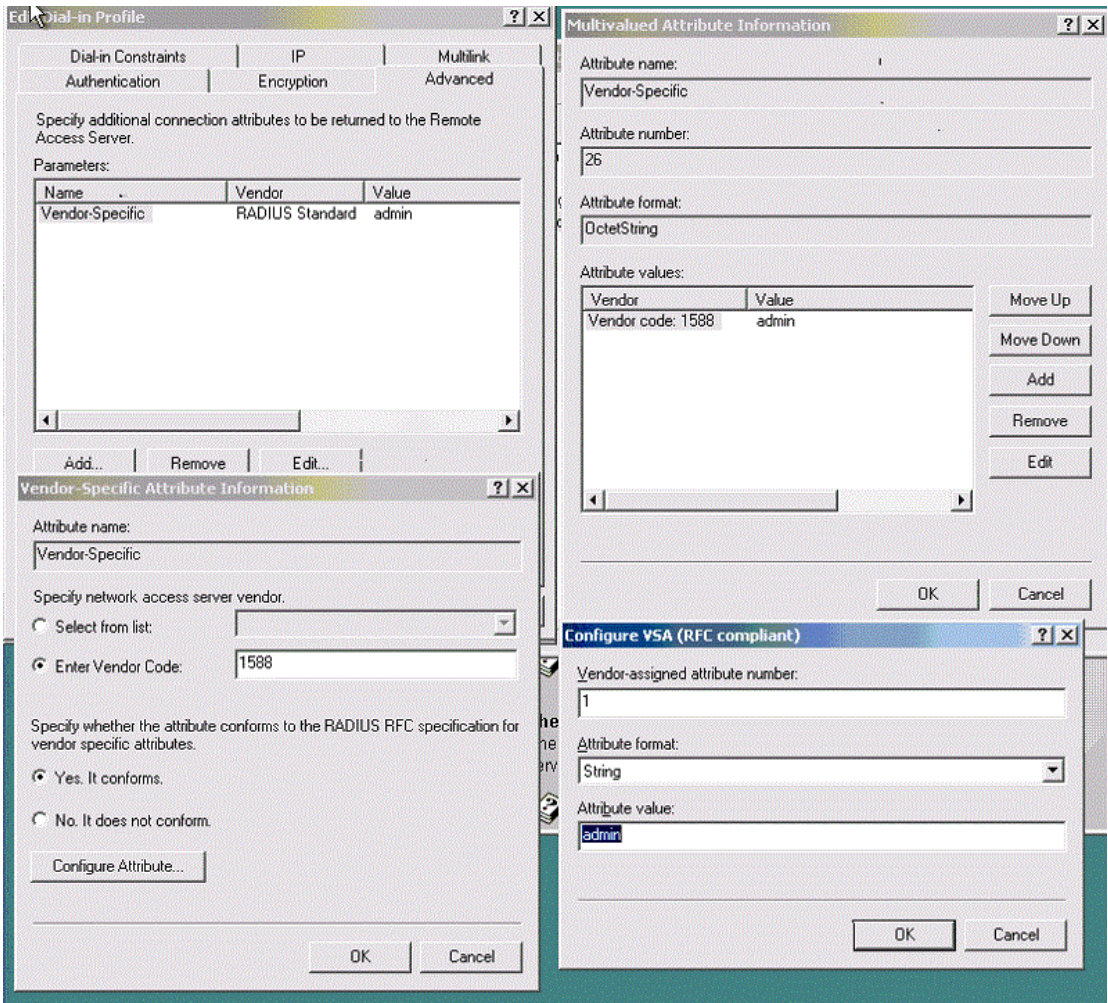 Edit Dial-in Profile
Dial-in Constraints
IP
Multilink
Authentication
Encryption
Advanced
Specify additional connection attributes to be returned to the Remote
Access Server.
Parameters:
Name
Vendor
Value
Vendor-Specific
RADIUS Standard
admin
Add...
Remove
Edit...
Vendor-Specific Attribute Information
Attribute name:
Vendor-Specific
Specify network access server vendor.
Select from list:
Enter Vendor Code:
1588
Specify whether the attribute conforms to the RADIUS RFC specification for
vendor specific attributes.
Yes. It conforms.
No. It does not conform.
Configure Attribute...
OK
Cancel
Multivalued Attribute Information
Attribute name:
Vendor-Specific
Attribute number:
26
Attribute format:
OctetString
Attribute values:
Vendor
Value
Vendor code: 1588
admin
Move Up
Move Down
Add
Remove
Edit
OK
Cancel
Configure VSA (RFC compliant)
Vendor-assigned attribute number:
1
Attribute format:
String
Attribute value:
admin
OK
Cancel